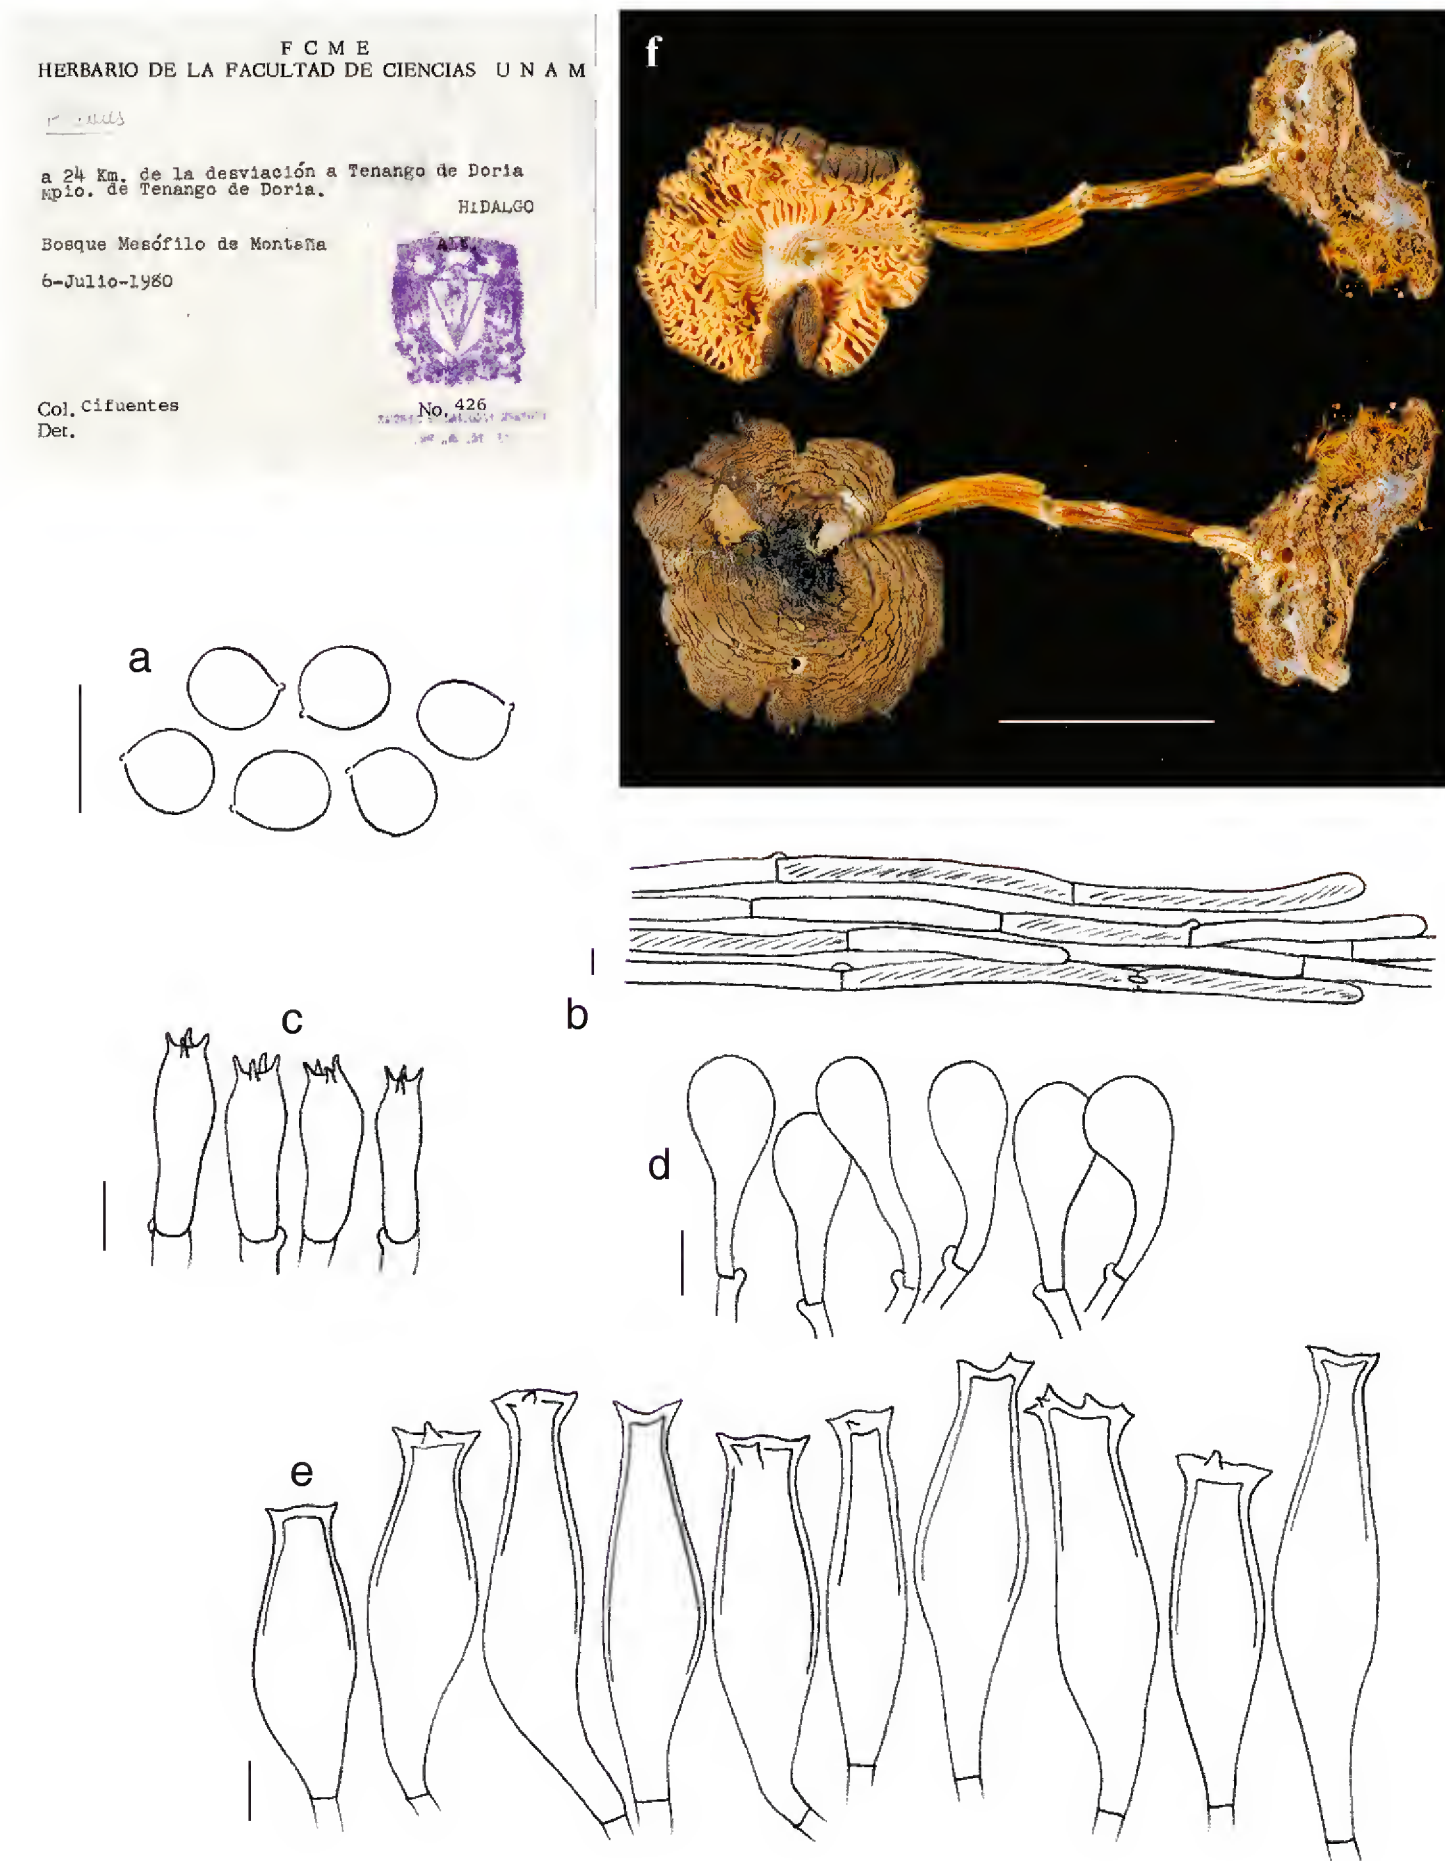 F C M E
HERBARIO DE LA FACULTAD DE CIENCIAS U N A M
a 24 Km. de la desviación a Tenango de Doria
Mpio. de Tenango de Doria.
HIDALGO
Bosque Mesófilo de Montaña
ALT.
6-Julio-1980
Col. Cifuentes
No. 426
Det.
f
a
b
c
d
e